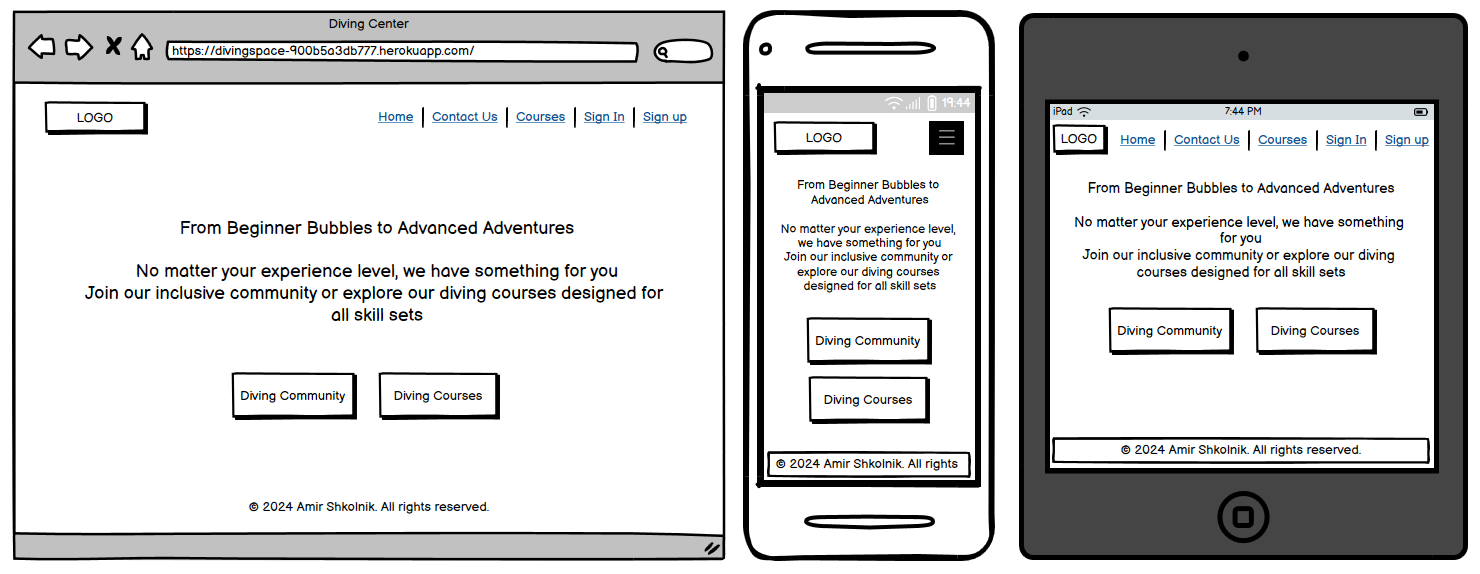 Diving Center
https://divingspace-900b5a3db777.herokuapp.com/
LOGO
Home | Contact Us | Courses | Sign In | Sign up
From Beginner Bubbles to Advanced Adventures
No matter your experience level, we have something for you
Join our inclusive community or explore our diving courses designed for
all skill sets
Diving Community
Diving Courses
© 2024 Amir Shkolnik. All rights reserved.
19:44
LOGO
From Beginner Bubbles to
Advanced Adventures
No matter your experience level,
we have something for you
Join our inclusive community or
explore our diving courses
designed for all skill sets
Diving Community
Diving Courses
© 2024 Amir Shkolnik. All rights
iPad
7:44 PM
LOGO
Home | Contact Us | Courses | Sign In | Sign up
From Beginner Bubbles to Advanced Adventures
No matter your experience level, we have something
for you
Join our inclusive community or explore our diving
courses designed for all skill sets
Diving Community
Diving Courses
© 2024 Amir Shkolnik. All rights reserved.